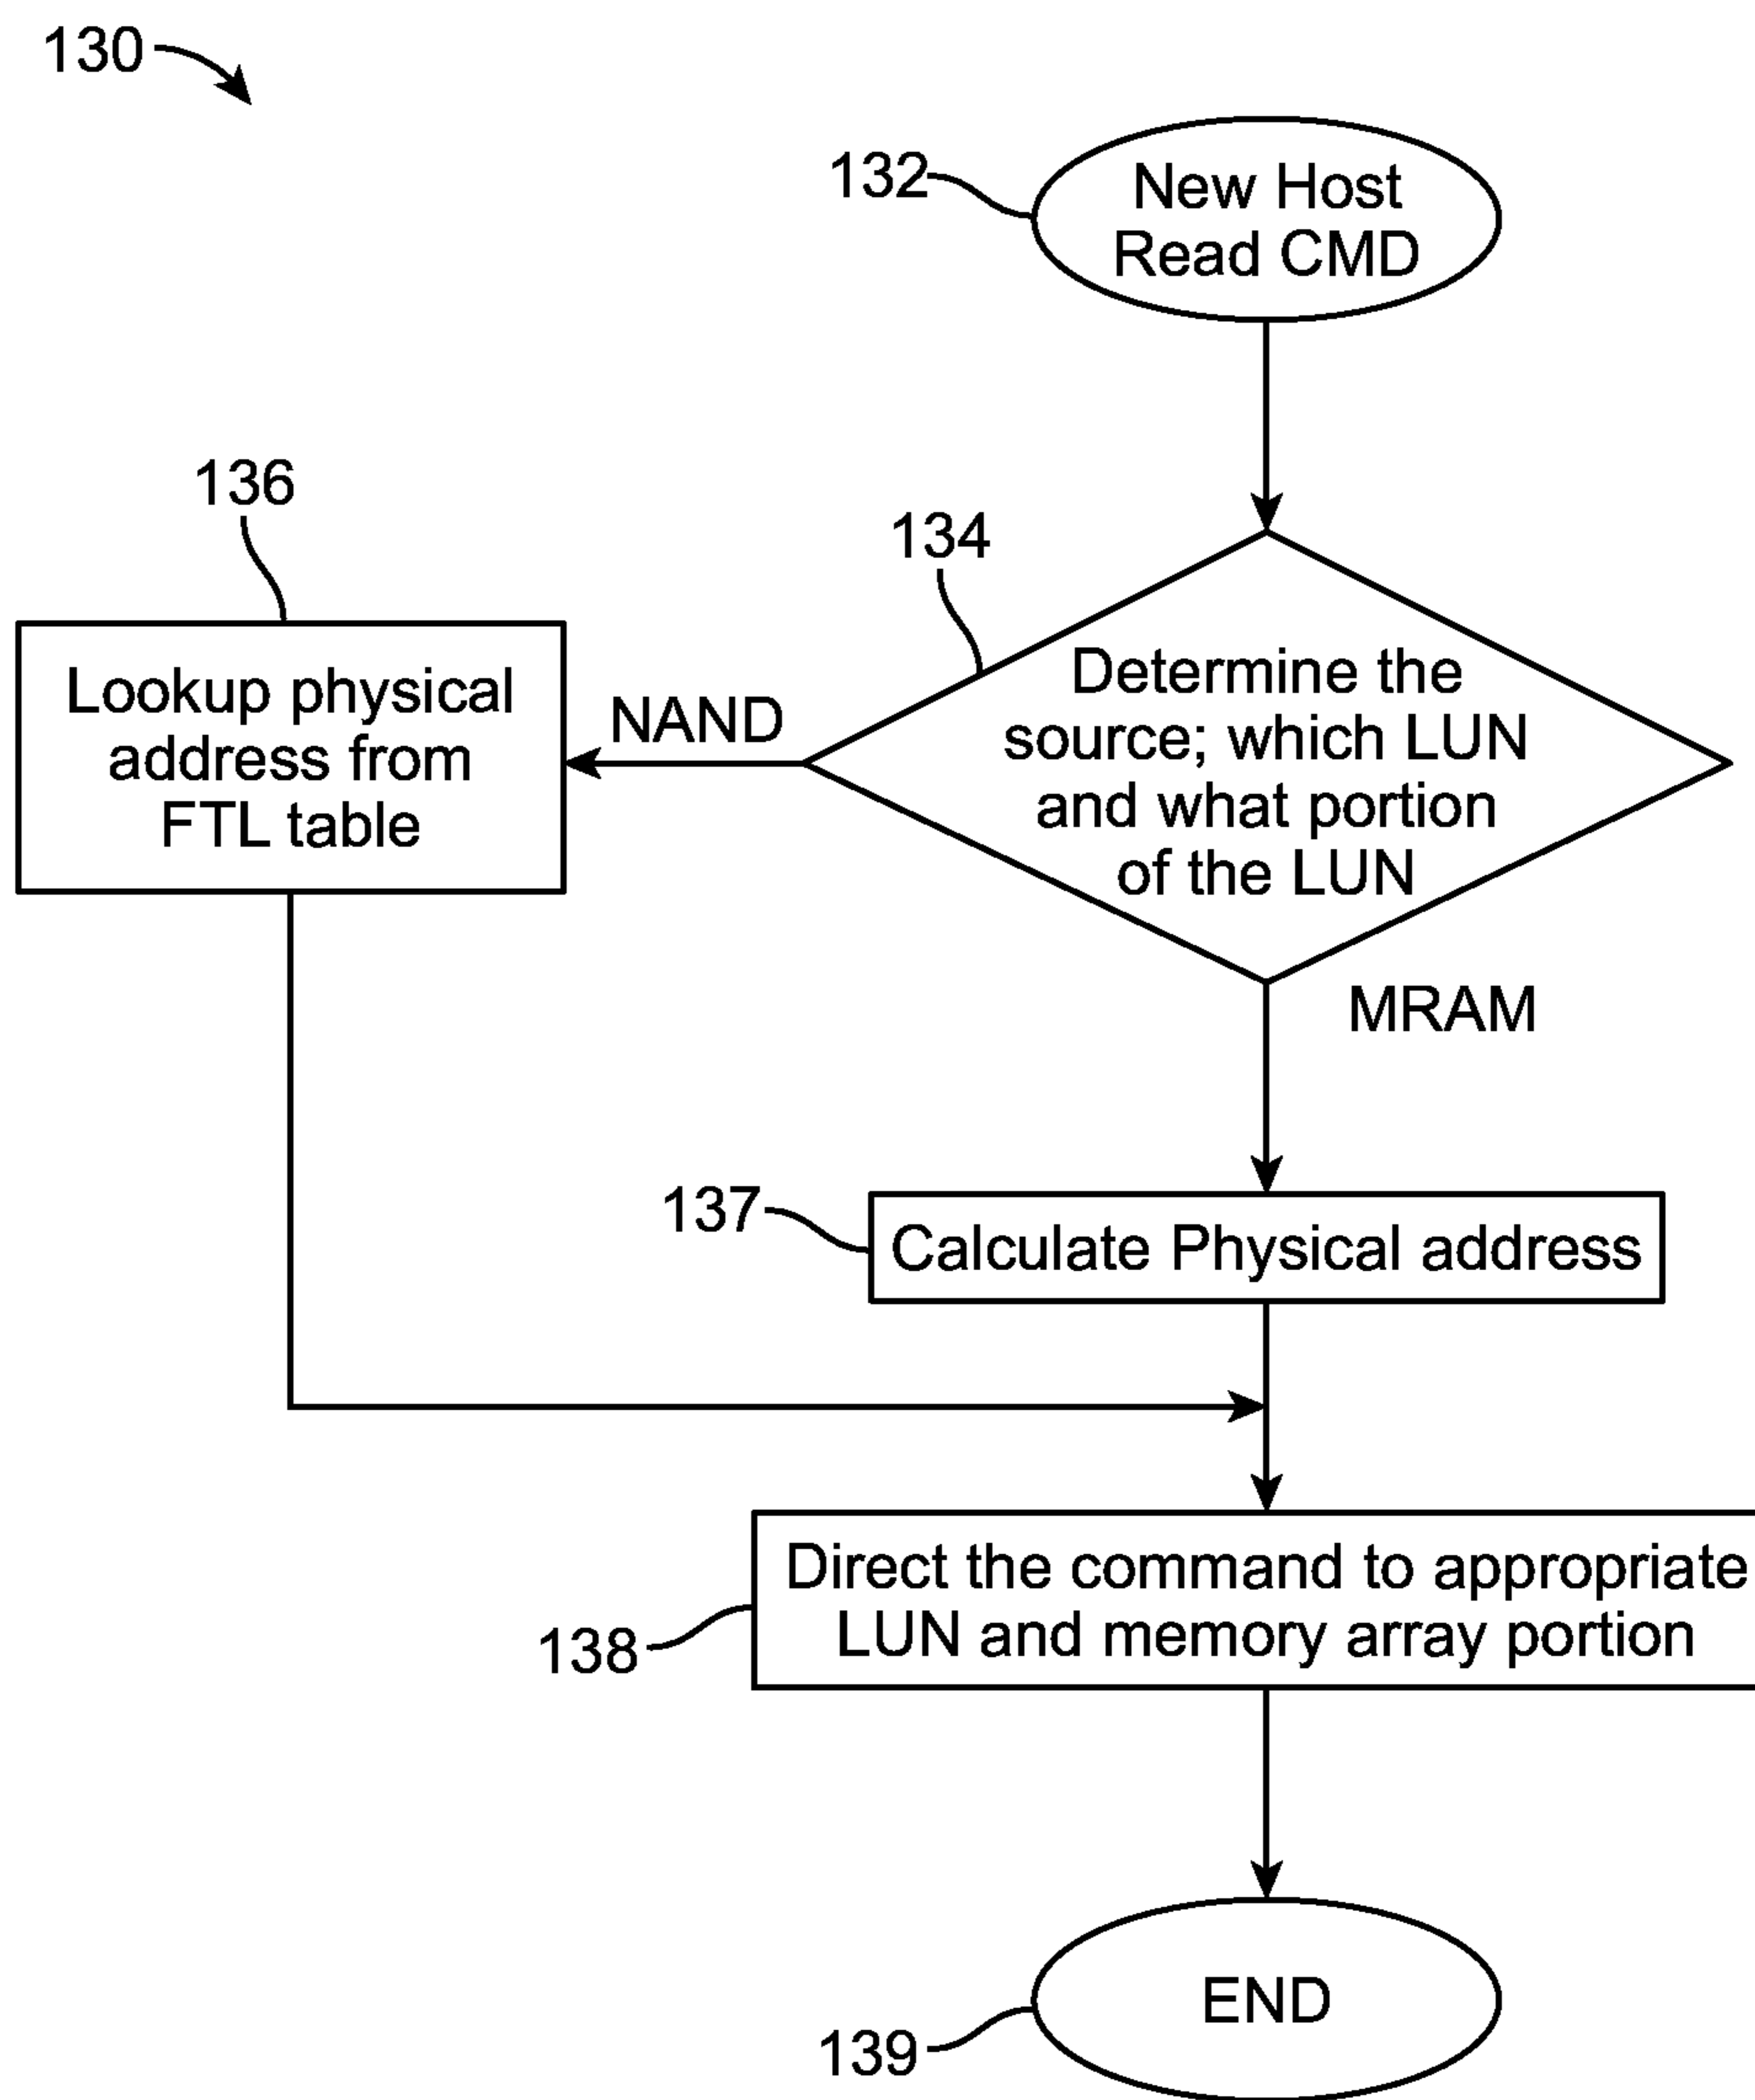 130
132
New Host
Read CMD
136
134
Lookup physical
address from
FTL table
NAND
Determine the
source; which LUN
and what portion
of the LUN
MRAM
137
Calculate Physical address
Direct the command to appropriate
LUN and memory array portion
138
END
139